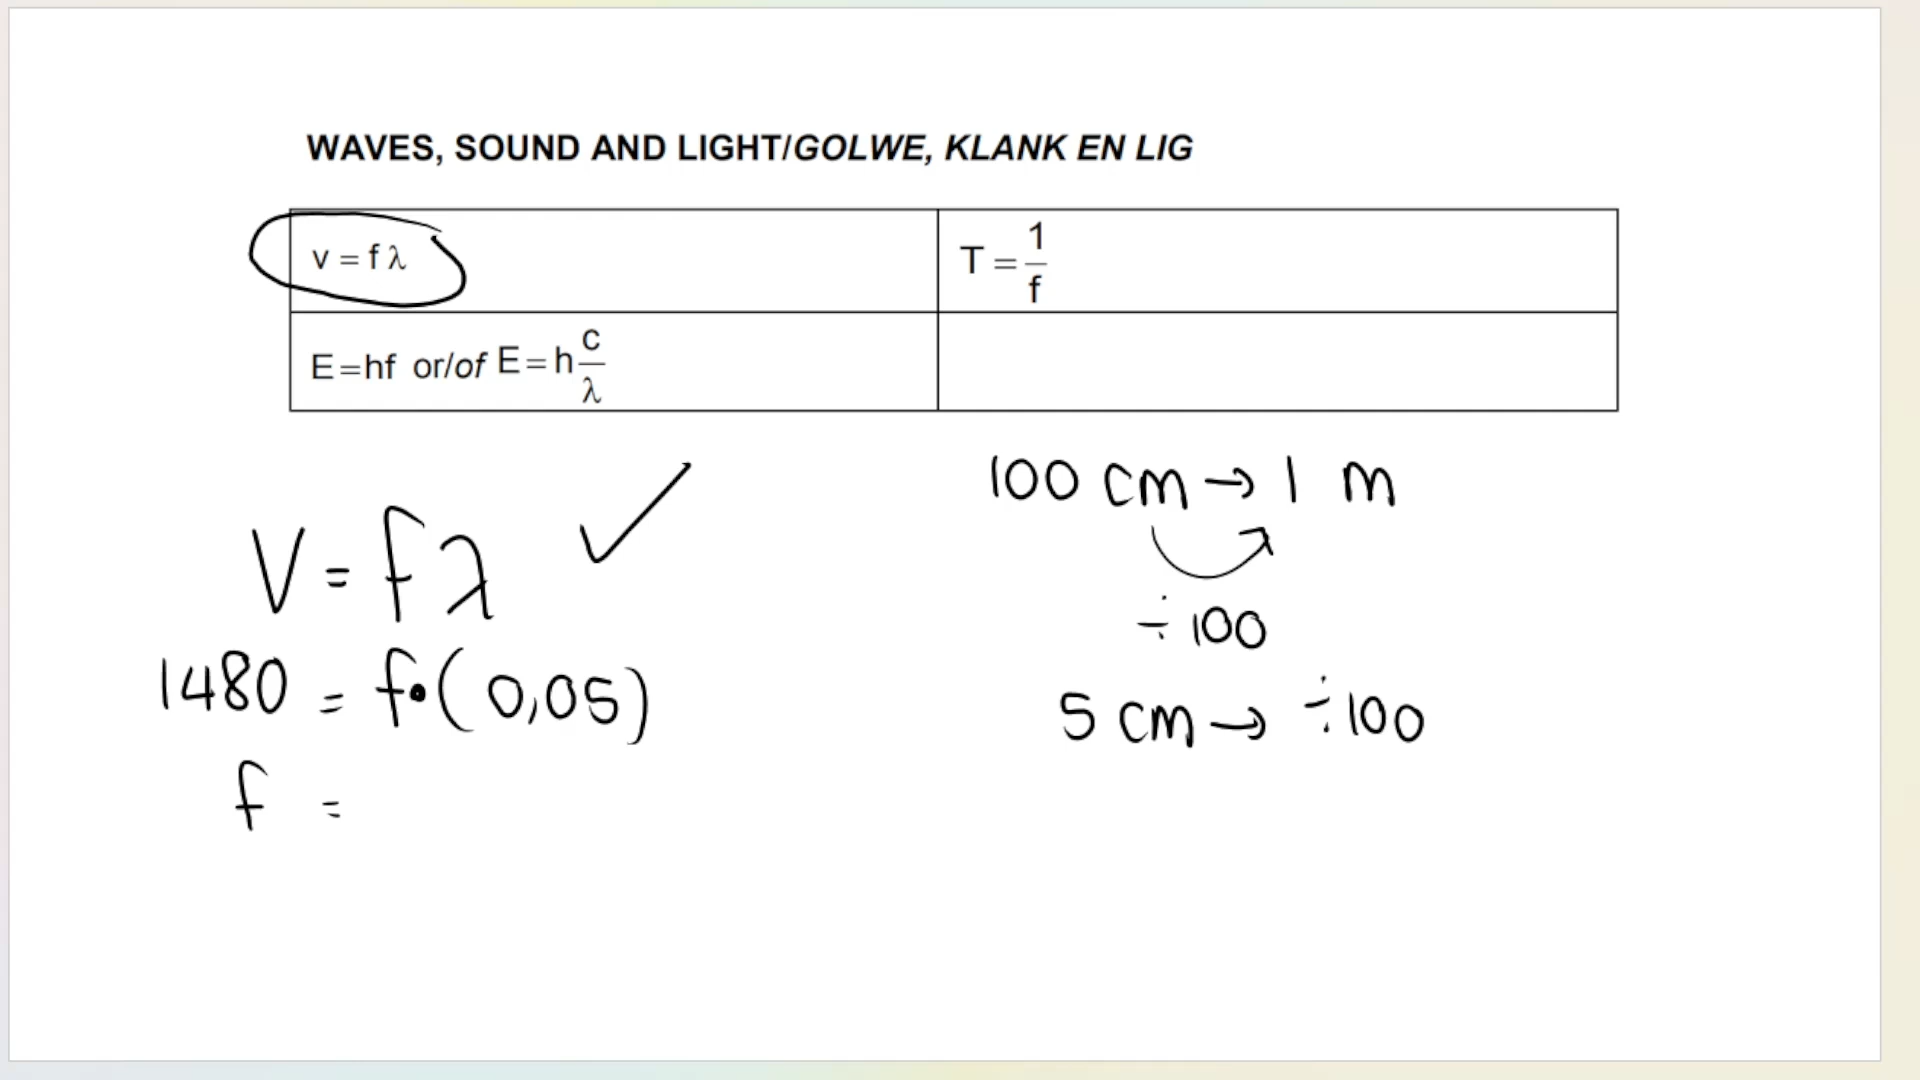 WAVES, SOUND AND LIGHT/GOLWE, KLANK EN LIG
v = f λ
T = 1/f
E=hf or/of E=h c/λ
V = fλ ✓
1480 = f•(0,05)
f =
100 cm → 1 m
÷ 100
5 cm → ÷100